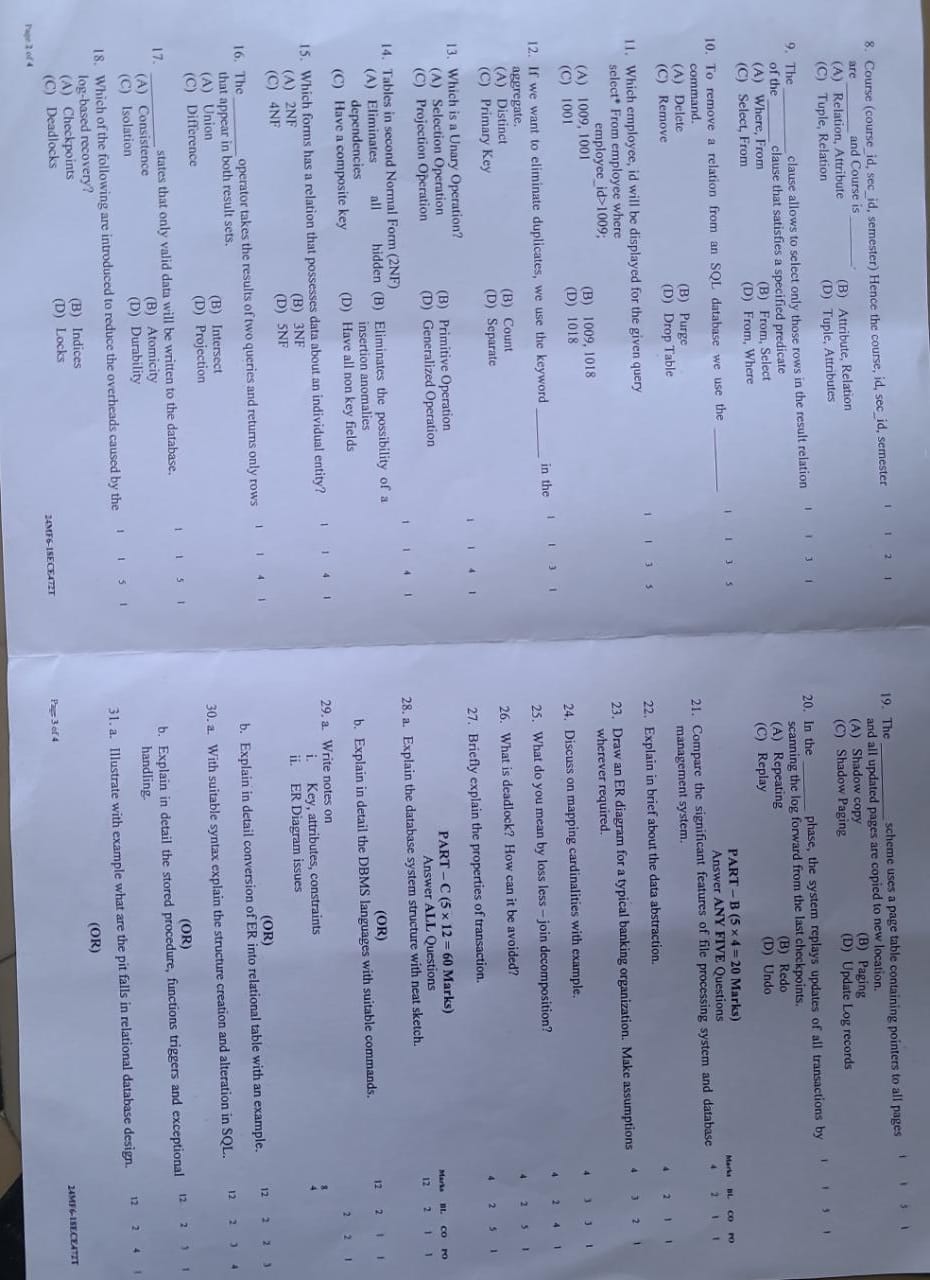 8. Course (course_id, sec_id, semester) Hence the course, id, sec_id, semester 1 1 2 1
are ______ and Course is ______.
(A) Relation, Attribute (B) Attribute, Relation
(C) Tuple, Relation (D) Tuple, Attributes
9. The ______ clause allows to select only those rows in the result relation 1 1 3 1
of the ______ clause that satisfies a specified predicate
(A) Where, From (B) From, Select
(C) Select, From (D) From, Where
10. To remove a relation from an SQL database we use the ______ 1 1 3 5
command.
(A) Delete (B) Purge
(C) Remove (D) Drop Table
11. Which employee, id will be displayed for the given query 1 1 3 5
select* From employee where
employee_id>1009;
(A) 1009, 1001 (B) 1009, 1018
(C) 1001 (D) 1018
12. If we want to eliminate duplicates, we use the keyword ______ in the 1 1 3 1
aggregate.
(A) Distinct (B) Count
(C) Primary Key (D) Separate
13. Which is a Unary Operation? 1 1 4 1
(A) Selection Operation (B) Primitive Operation
(C) Projection Operation (D) Generalized Operation
14. Tables in second Normal Form (2NF) 1 1 4 1
(A) Eliminates all hidden (B) Eliminates the possibility of a
dependencies insertion anomalies
(C) Have a composite key (D) Have all non key fields
15. Which forms has a relation that possesses data about an individual entity? 1 1 4 1
(A) 2NF (B) 3NF
(C) 4NF (D) 5NF
16. The ______ operator takes the results of two queries and returns only rows 1 1 4 1
that appear in both result sets.
(A) Union (B) Intersect
(C) Difference (D) Projection
17. ______ states that only valid data will be written to the database. 1 1 5 1
(A) Consistence (B) Atomicity
(C) Isolation (D) Durability
18. Which of the following are introduced to reduce the overheads caused by the 1 1 5 1
log-based recovery?
(A) Checkpoints (B) Indices
(C) Deadlocks (D) Locks
Page 2 of 4 24MF6-18ECE472T
19. The ______ scheme uses a page table containing pointers to all pages 1 1 5 1
and all updated pages are copied to new location.
(A) Shadow copy (B) Paging
(C) Shadow Paging (D) Update Log records
20. In the ______ phase, the system replays updates of all transactions by 1 1 5 1
scanning the log forward from the last checkpoints.
(A) Repeating (B) Redo
(C) Replay (D) Undo
PART – B (5 × 4 = 20 Marks) Marks BL CO PO
Answer ANY FIVE Questions
21. Compare the significant features of file processing system and database 4 2 1 1
management system.
22. Explain in brief about the data abstraction. 4 2 1 1
23. Draw an ER diagram for a typical banking organization. Make assumptions 4 3 2 1
wherever required.
24. Discuss on mapping cardinalities with example. 4 3 3 1
25. What do you mean by loss less – join decomposition? 4 2 4 1
26. What is deadlock? How can it be avoided? 4 2 5 1
27. Briefly explain the properties of transaction. 4 2 5 1
PART – C (5 × 12 = 60 Marks) Marks BL CO PO
Answer ALL Questions
28. a. Explain the database system structure with neat sketch. 12 2 1 1
(OR)
b. Explain in detail the DBMS languages with suitable commands. 12 2 1 1
29. a. Write notes on 2 2 1
i. Key, attributes, constraints 8
ii. ER Diagram issues 4
(OR)
b. Explain in detail conversion of ER into relational table with an example. 12 2 2 3
30. a. With suitable syntax explain the structure creation and alteration in SQL. 12 2 3 4
(OR)
b. Explain in detail the stored procedure, functions triggers and exceptional 12 2 3 1
handling.
31. a. Illustrate with example what are the pit falls in relational database design. 12 2 4 1
(OR)
Page 3 of 4 24MF6-18ECE472T